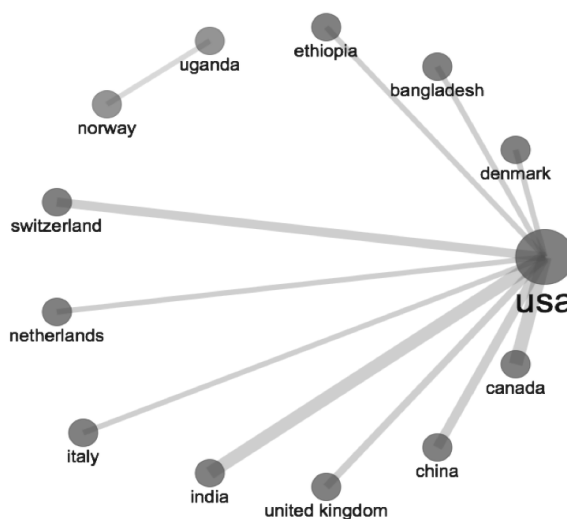 ethiopia
uganda
bangladesh
norway
denmark
switzerland
usa
netherlands
canada
italy
china
india
united kingdom